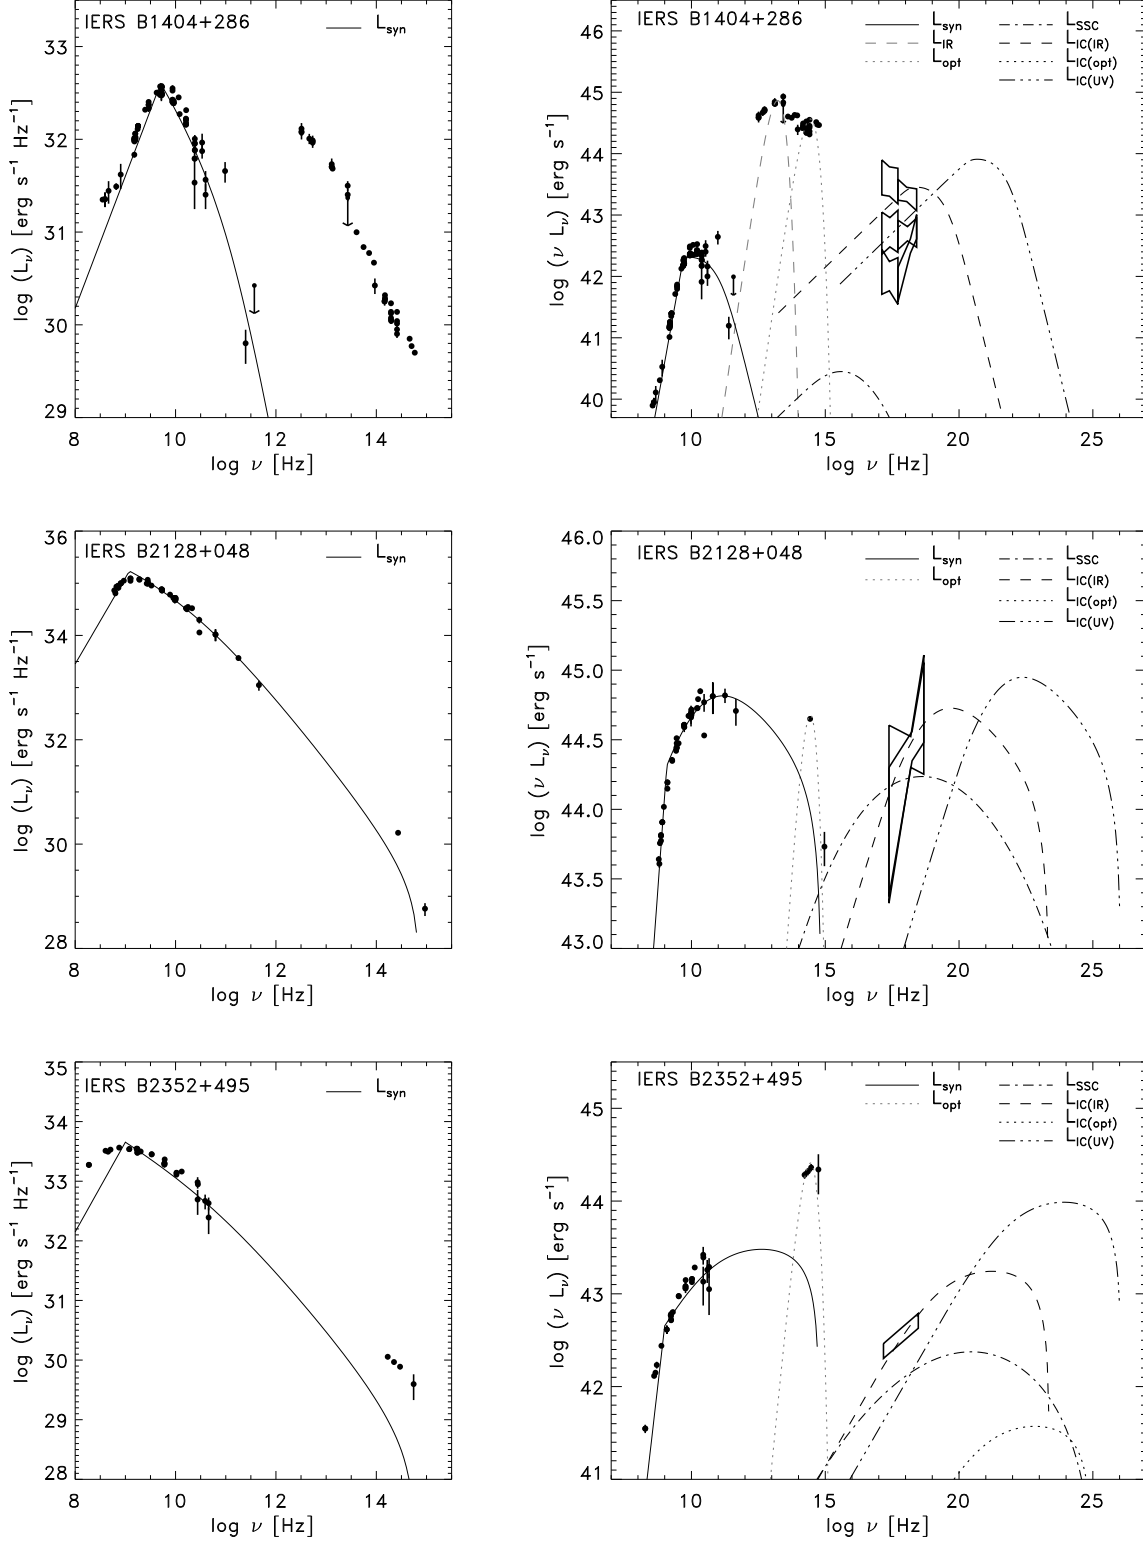 IERS B1404+286
L_syn
33
32
31
30
29
log (L_ν) [erg s⁻¹ Hz⁻¹]
8 10 12 14
log ν [Hz]
IERS B1404+286
L_syn
L_IR
L_opt
L_SSC
L_IC(IR)
L_IC(opt)
L_IC(UV)
46
45
44
43
42
41
40
log (ν L_ν) [erg s⁻¹]
10 15 20 25
log ν [Hz]
IERS B2128+048
L_syn
36
34
32
30
28
log (L_ν) [erg s⁻¹ Hz⁻¹]
8 10 12 14
log ν [Hz]
IERS B2128+048
L_syn
L_opt
L_SSC
L_IC(IR)
L_IC(opt)
L_IC(UV)
46.0
45.5
45.0
44.5
44.0
43.5
43.0
log (ν L_ν) [erg s⁻¹]
10 15 20 25
log ν [Hz]
IERS B2352+495
L_syn
35
34
33
32
31
30
29
28
log (L_ν) [erg s⁻¹ Hz⁻¹]
8 10 12 14
log ν [Hz]
IERS B2352+495
L_syn
L_opt
L_SSC
L_IC(IR)
L_IC(opt)
L_IC(UV)
45
44
43
42
41
log (ν L_ν) [erg s⁻¹]
10 15 20 25
log ν [Hz]